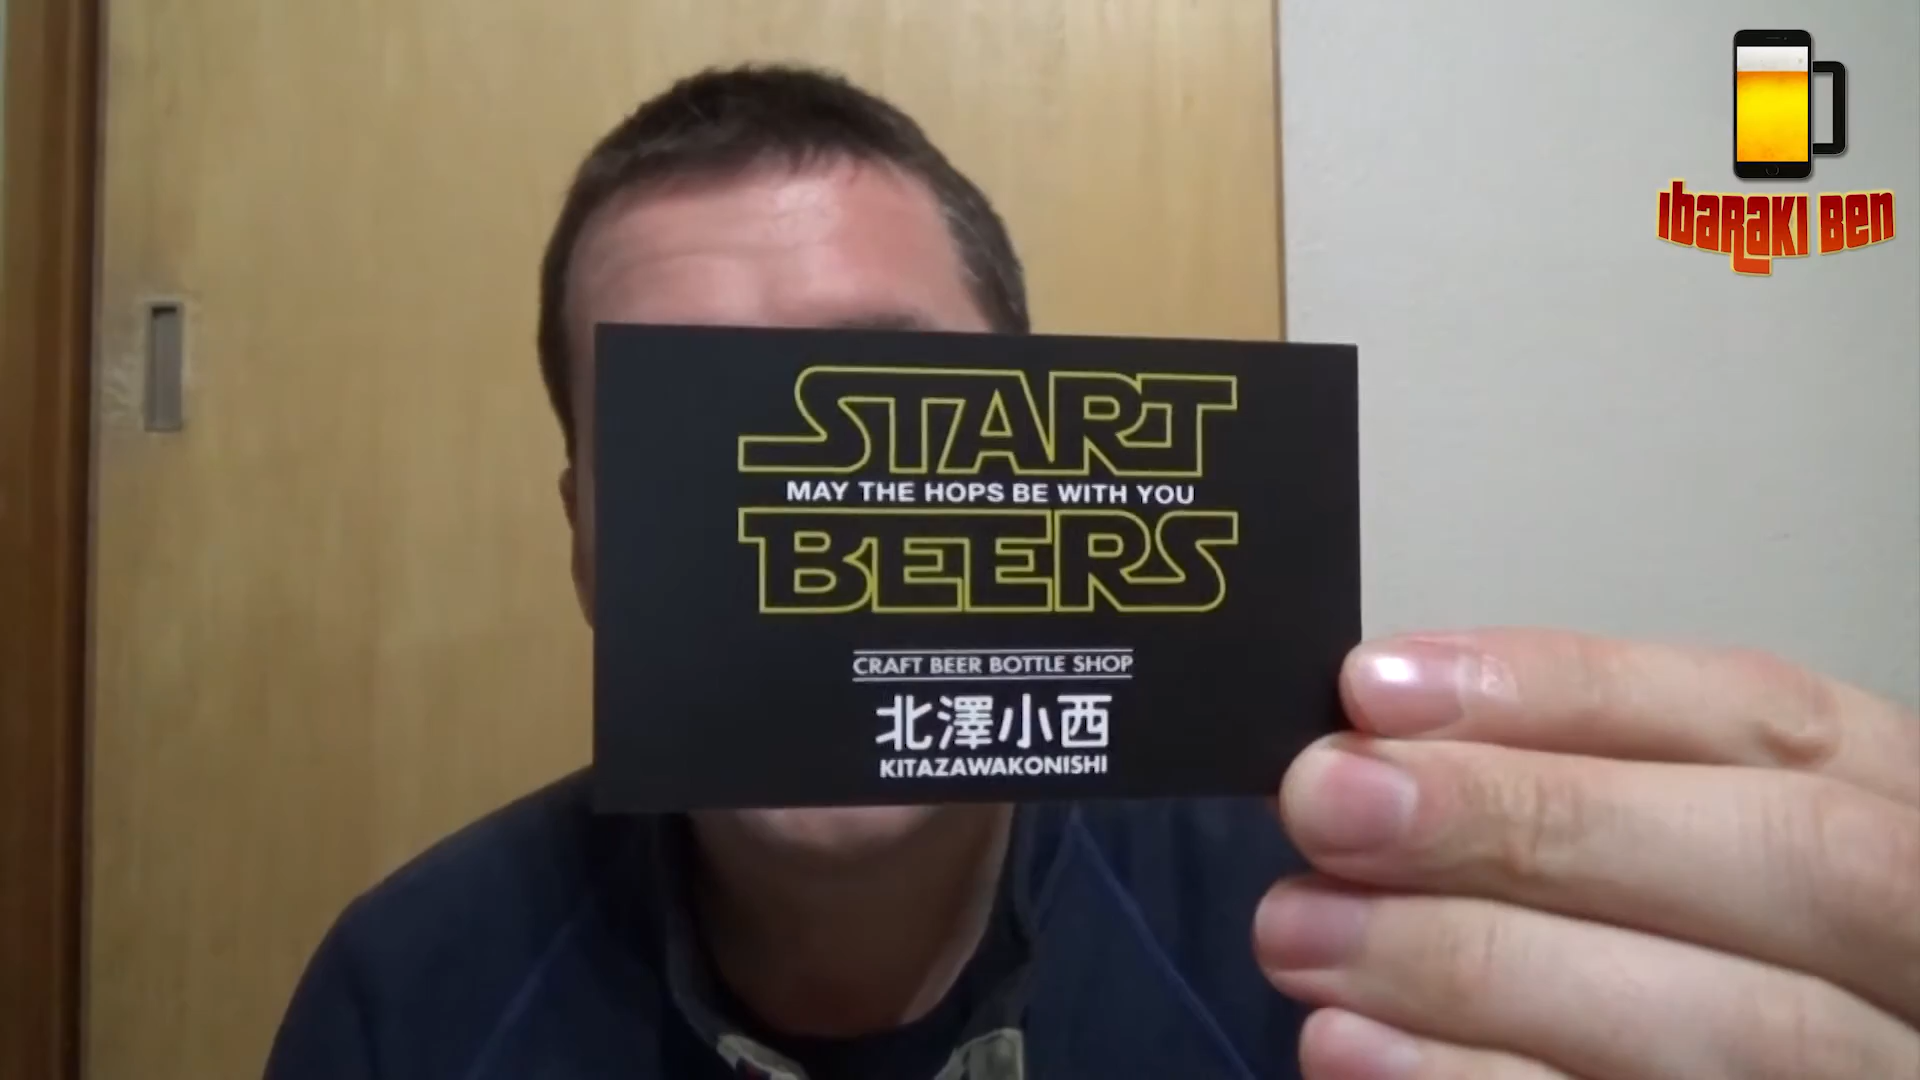 START
MAY THE HOPS BE WITH YOU
BEERS
CRAFT BEER BOTTLE SHOP
北澤小西
KITAZAWAKONISHI
IBARAKI BEN